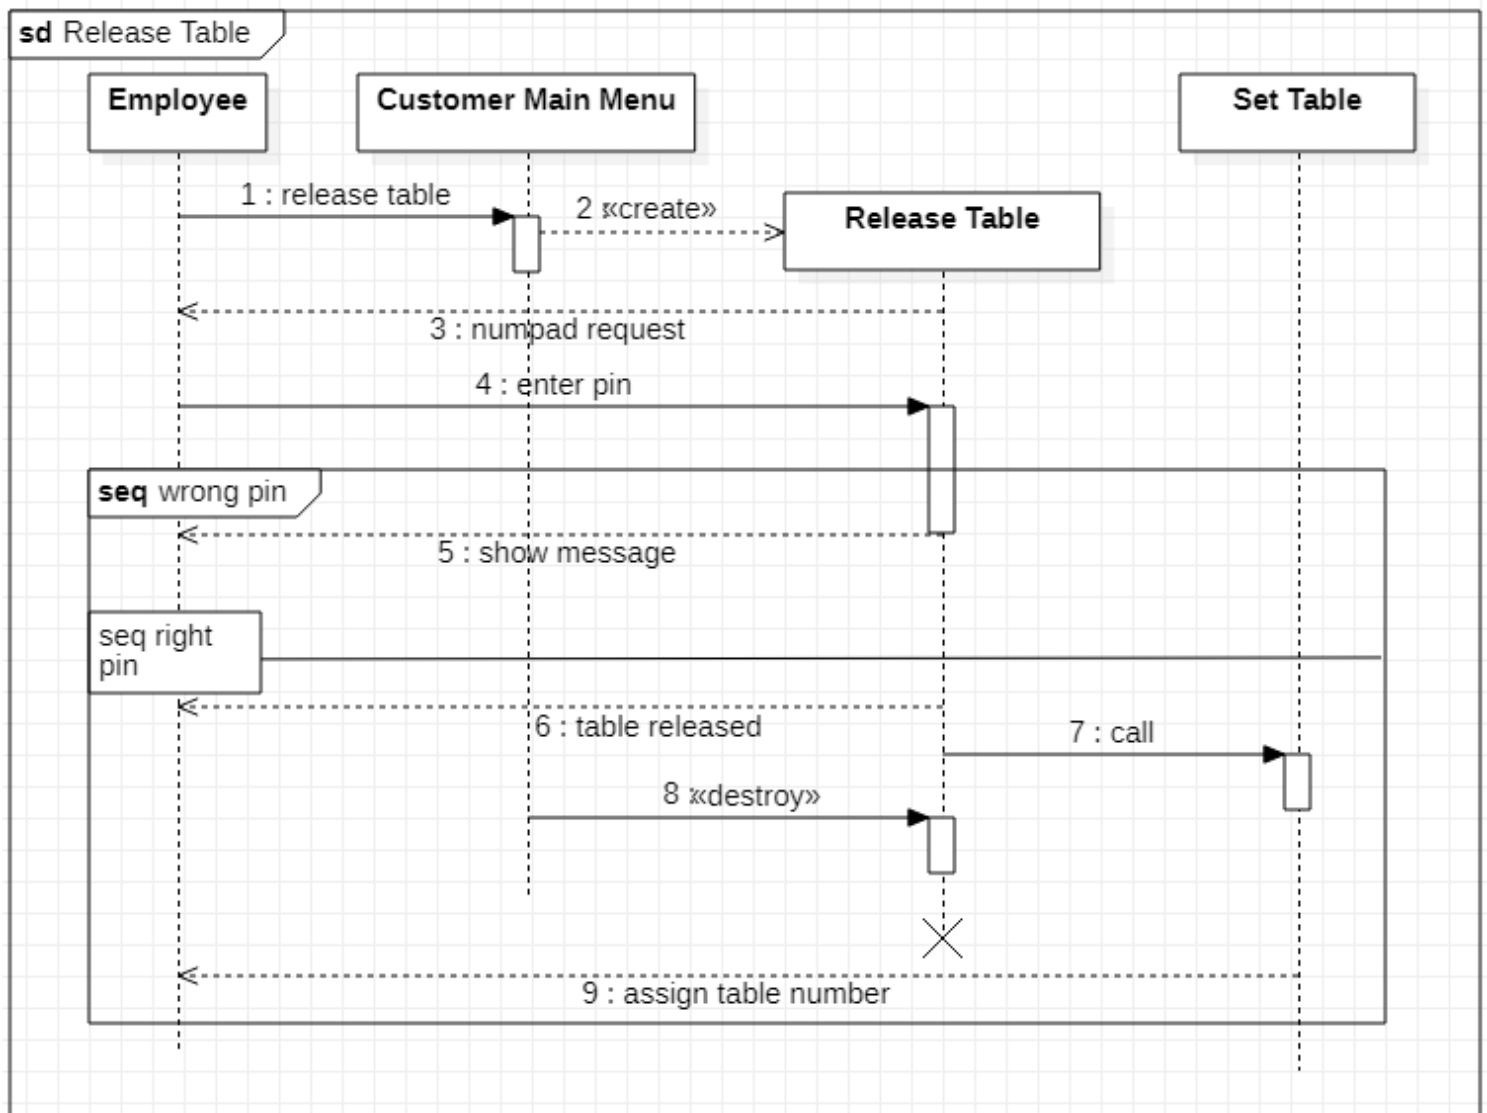 sd Release Table
Employee
Customer Main Menu
Set Table
1 : release table
2 : «create»
Release Table
3 : numpad request
4 : enter pin
seq wrong pin
5 : show message
seq right
pin
6 : table released
7 : call
8 : «destroy»
9 : assign table number